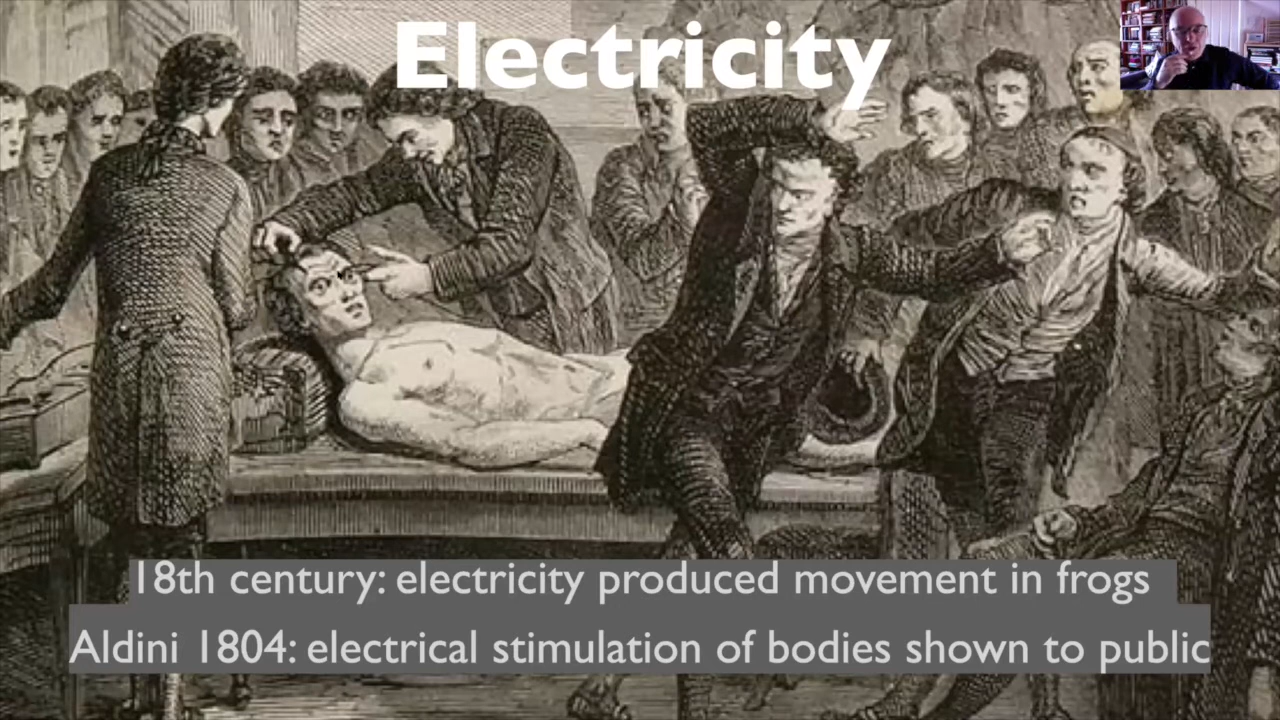 Electricity
18th century: electricity produced movement in frogs
Aldini 1804: electrical stimulation of bodies shown to public